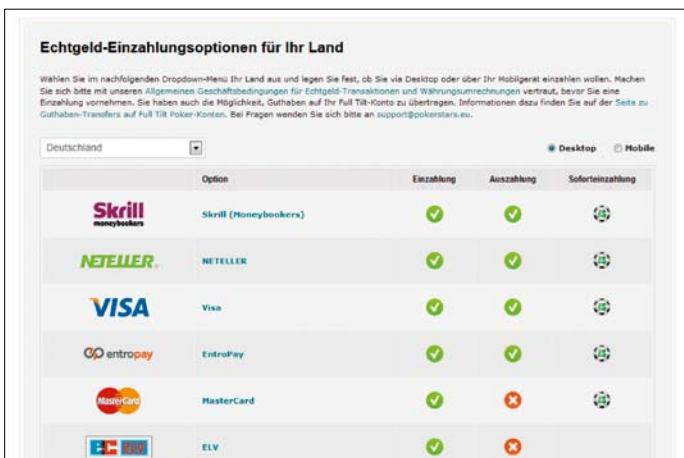 Echtgeld-Einzahlungsoptionen für Ihr Land
Wählen Sie im nachfolgenden Dropdown-Menü Ihr Land aus und legen Sie fest, ob Sie via Desktop oder über Ihr Mobilgerät einzahlen wollen. Machen
Sie sich bitte mit unseren Allgemeinen Geschäftsbedingungen für Echtgeld-Transaktionen und Währungsumrechnungen vertraut, bevor Sie eine
Einzahlung vornehmen. Sie haben auch die Möglichkeit, Guthaben auf Ihr Full Tilt-Konto zu übertragen. Informationen dazu finden Sie auf der Seite zu
Guthaben-Transfers auf Full Tilt Poker-Konten. Bei Fragen wenden Sie sich bitte an support@pokerstars.eu.
Deutschland Desktop Mobile
Option Einzahlung Auszahlung Soforteinzahlung
Skrill
moneybookers
Skrill (Moneybookers)
NETELLER. NETELLER
VISA Visa
entropay EntroPay
MasterCard MasterCard
EC ELV ELV